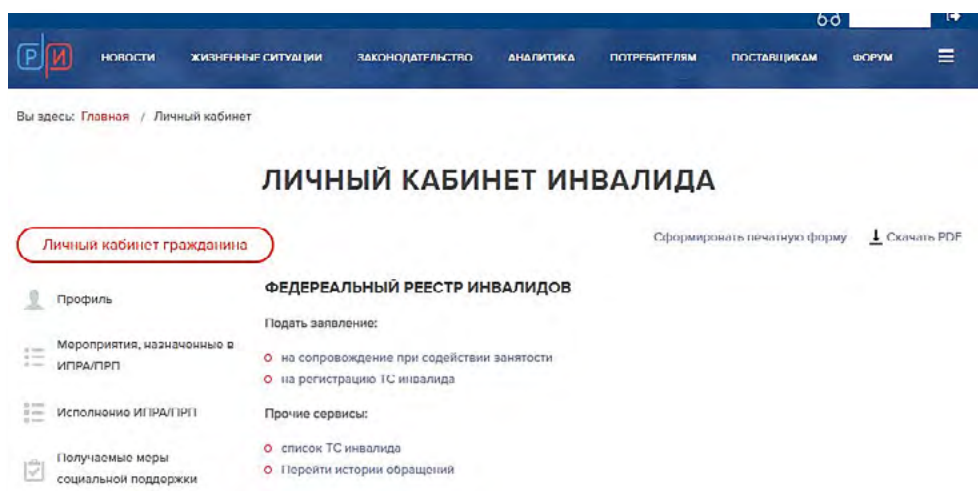 РИ
НОВОСТИ ЖИЗНЕННЫЕ СИТУАЦИИ ЗАКОНОДАТЕЛЬСТВО АНАЛИТИКА ПОТРЕБИТЕЛЯМ ПОСТАВЩИКАМ ФОРУМ
Вы здесь: Главная / Личный кабинет
ЛИЧНЫЙ КАБИНЕТ ИНВАЛИДА
Личный кабинет гражданина
Сформировать печатную форму Скачать PDF
Профиль
Мероприятия, назначенные в
ИПРА/ПРП
Исполнение ИПРА/ПРП
Получаемые меры
социальной поддержки
ФЕДЕРЕАЛЬНЫЙ РЕЕСТР ИНВАЛИДОВ
Подать заявление:
на сопровождение при содействии занятости
на регистрацию ТС инвалида
Прочие сервисы:
список ТС инвалида
Перейти истории обращений